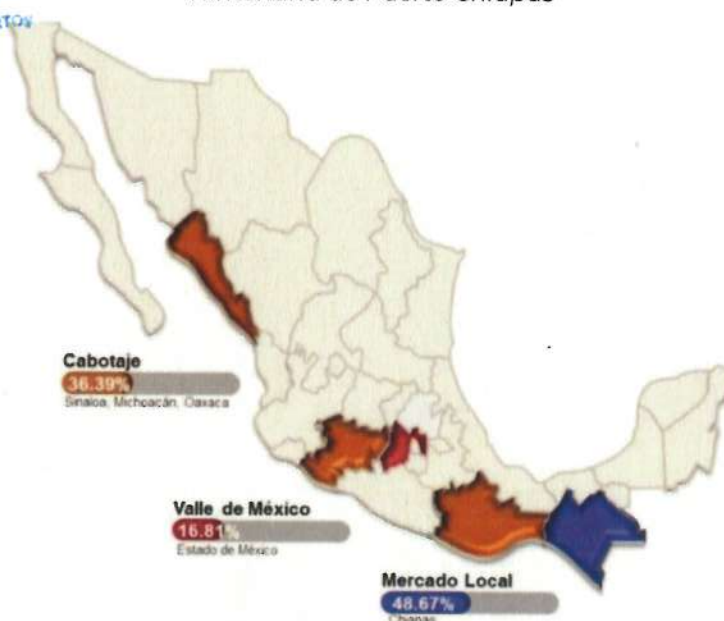 de Puerto Chiapas
Cabotaje
36.39%
Sinaloa, Michoacán, Oaxaca
Valle de México
16.81%
Estado de México
Mercado Local
48.67%
Chiapas